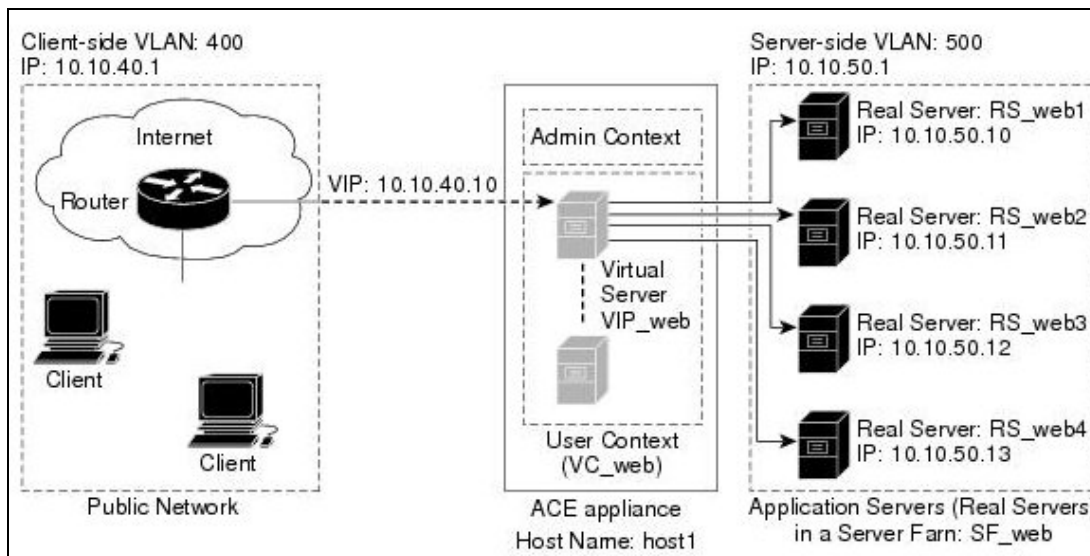 Client-side VLAN: 400
IP: 10.10.40.1
Internet
Router
Client
Client
Public Network
VIP: 10.10.40.10
Admin Context
Virtual
Server
VIP_web
User Context
(VC_web)
ACE appliance
Host Name: host1
Server-side VLAN: 500
IP: 10.10.50.1
Real Server: RS_web1
IP: 10.10.50.10
Real Server: RS_web2
IP: 10.10.50.11
Real Server: RS_web3
IP: 10.10.50.12
Real Server: RS_web4
IP: 10.10.50.13
Application Servers (Real Servers
in a Server Farn: SF_web